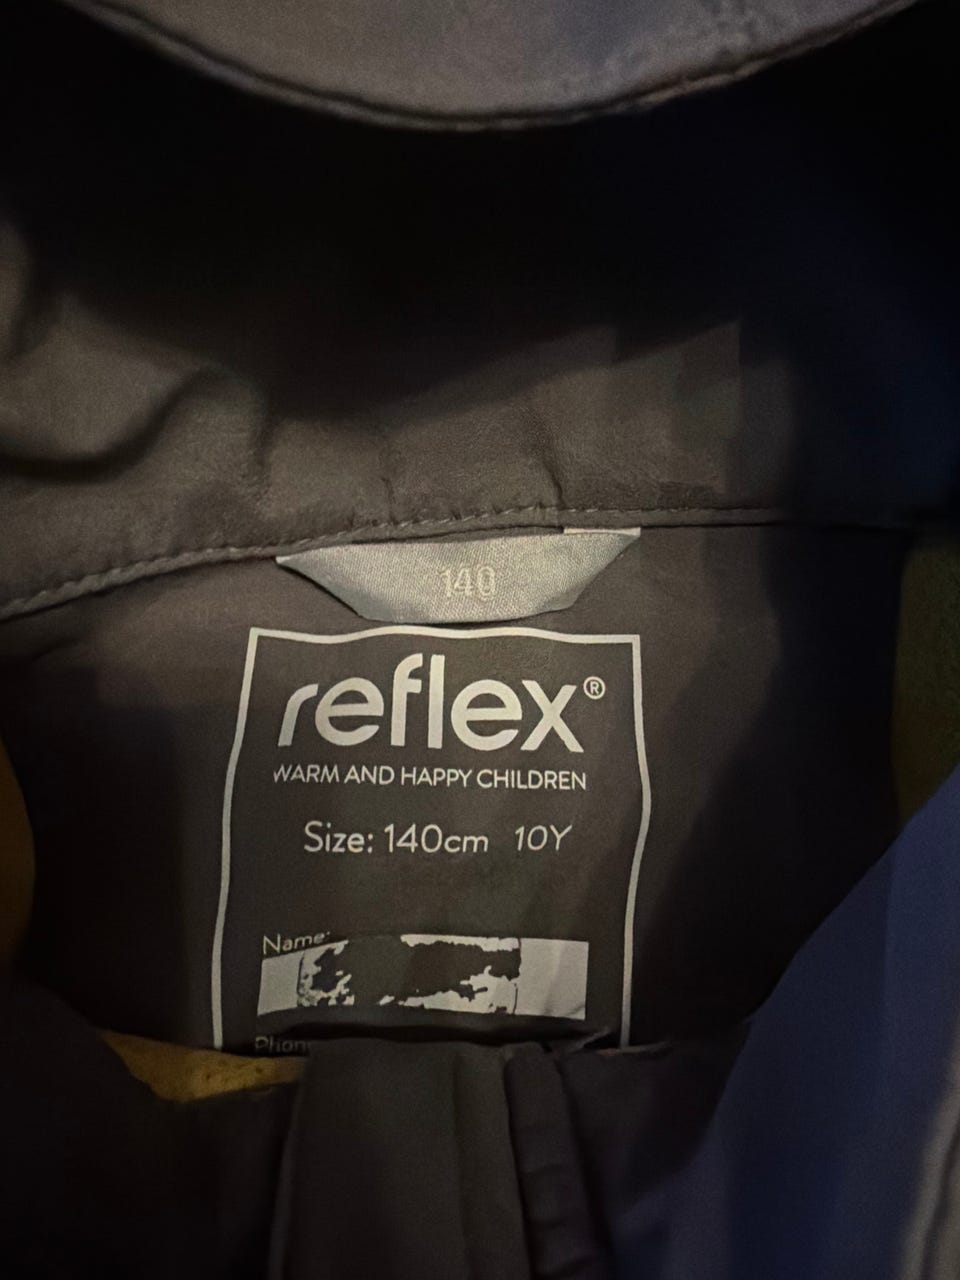 140
reflex®
WARM AND HAPPY CHILDREN
Size: 140cm 10Y
Name: